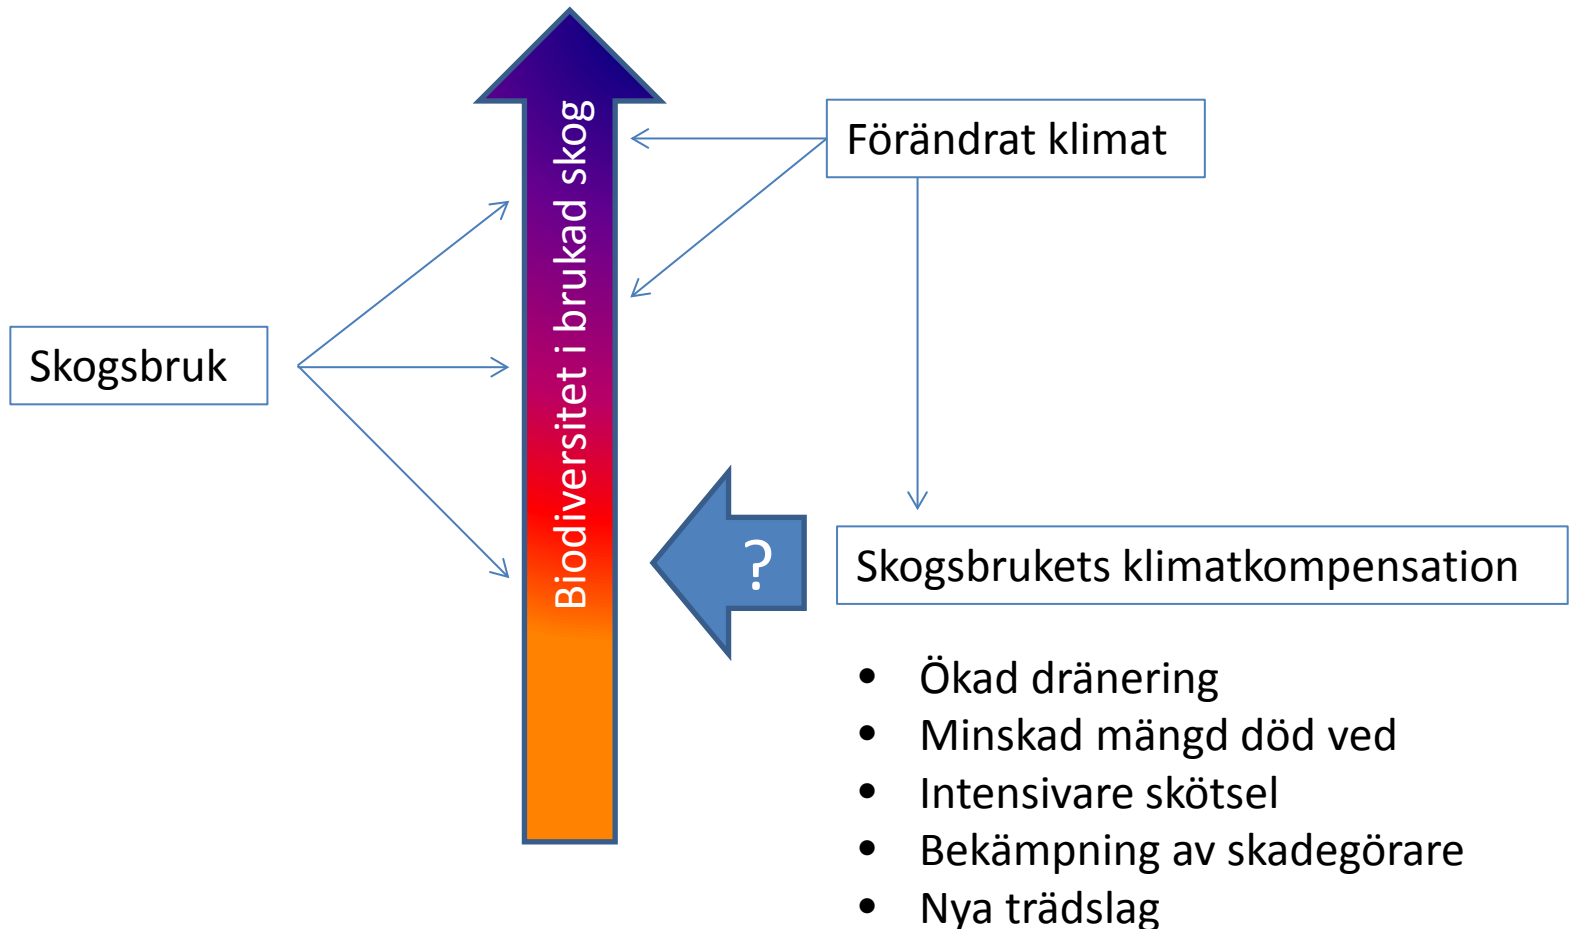 Biodiversitet i brukad skog
Förändrat klimat
Skogsbruk
?
Skogsbrukets klimatkompensation
• Ökad dränering
• Minskad mängd död ved
• Intensivare skötsel
• Bekämpning av skadegörare
• Nya trädslag